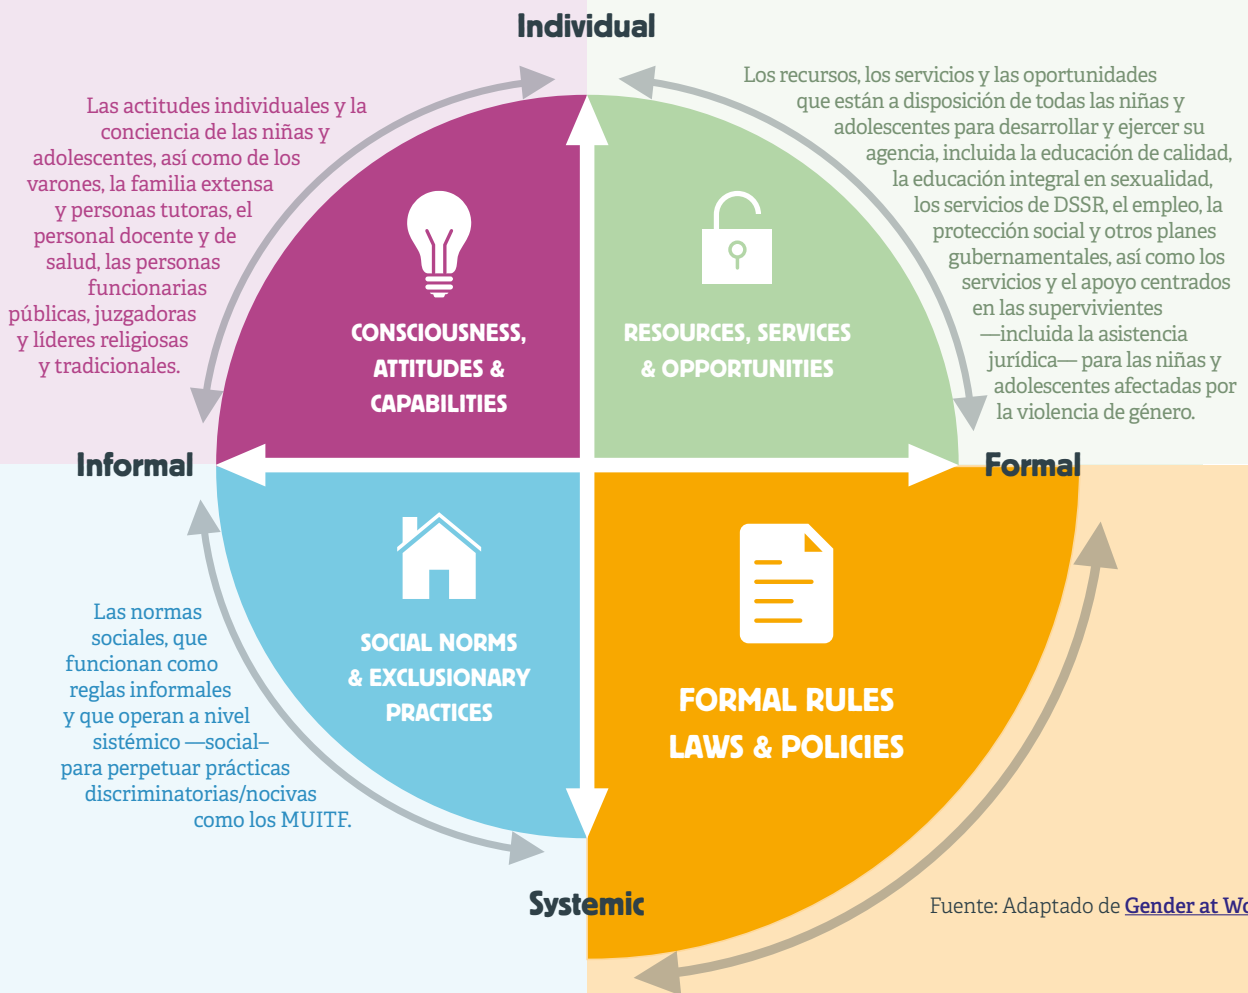 Individual
Las actitudes individuales y la
conciencia de las niñas y
adolescentes, así como de los
varones, la familia extensa
y personas tutoras, el
personal docente y de
salud, las personas
funcionarias
públicas, juzgadoras
y líderes religiosas
y tradicionales.
Los recursos, los servicios y las oportunidades
que están a disposición de todas las niñas y
adolescentes para desarrollar y ejercer su
agencia, incluida la educación de calidad,
la educación integral en sexualidad,
los servicios de DSSR, el empleo, la
protección social y otros planes
gubernamentales, así como los
servicios y el apoyo centrados
en las supervivientes
—incluida la asistencia
jurídica— para las niñas y
adolescentes afectadas por
la violencia de género.
CONSCIOUSNESS,
ATTITUDES &
CAPABILITIES
RESOURCES, SERVICES
& OPPORTUNITIES
Informal
Formal
Las normas
sociales, que
funcionan como
reglas informales
y que operan a nivel
sistémico —social–
para perpetuar prácticas
discriminatorias/nocivas
como los MUITF.
SOCIAL NORMS
& EXCLUSIONARY
PRACTICES
FORMAL RULES
LAWS & POLICIES
Systemic
Fuente: Adaptado de Gender at